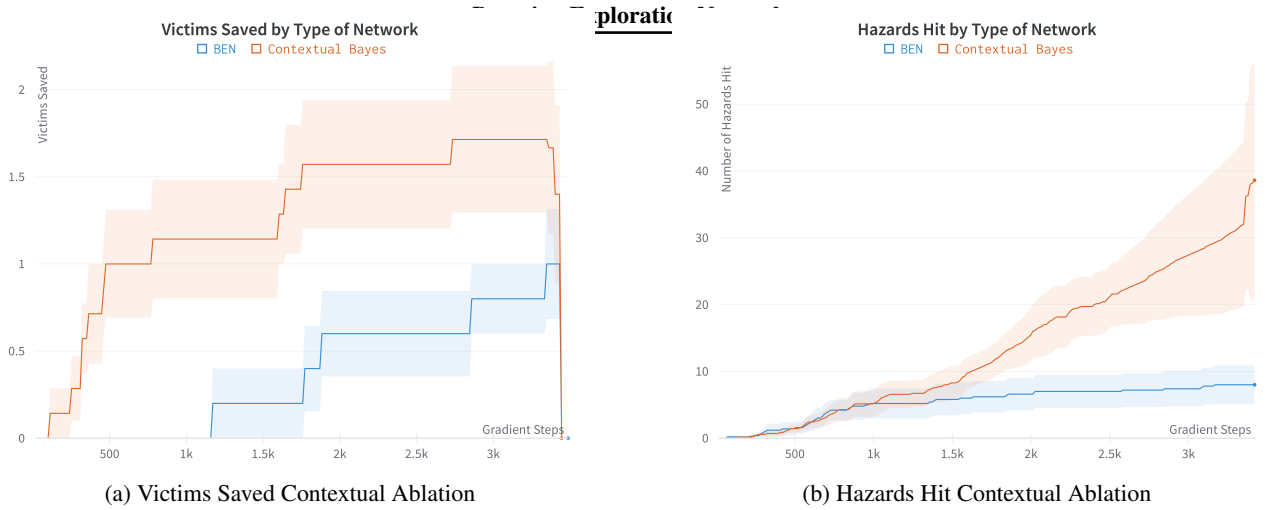 Exploration
Victims Saved by Type of Network
BEN Contextual Bayes
Victims Saved
2
1.5
1
0.5
0
500 1k 1.5k 2k 2.5k 3k
Gradient Steps
(a) Victims Saved Contextual Ablation
Hazards Hit by Type of Network
BEN Contextual Bayes
Number of Hazards Hit
50
40
30
20
10
0
500 1k 1.5k 2k 2.5k 3k
Gradient Steps
(b) Hazards Hit Contextual Ablation